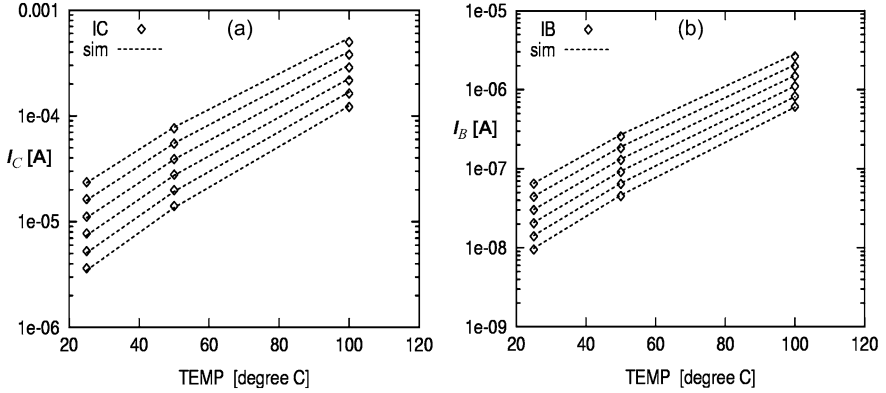 0.001
1e-04
1e-05
1e-06
I_C [A]
IC
sim
(a)
20 40 60 80 100 120
TEMP [degree C]
1e-05
1e-06
1e-07
1e-08
1e-09
I_B [A]
IB
sim
(b)
20 40 60 80 100 120
TEMP [degree C]